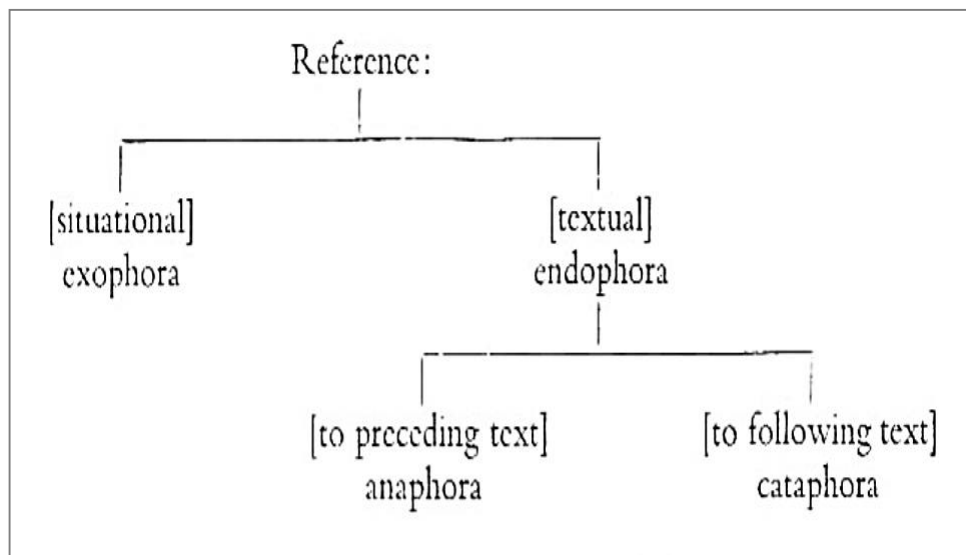 Reference:
[situational]
exophora
[textual]
endophora
[to preceding text]
anaphora
[to following text]
cataphora